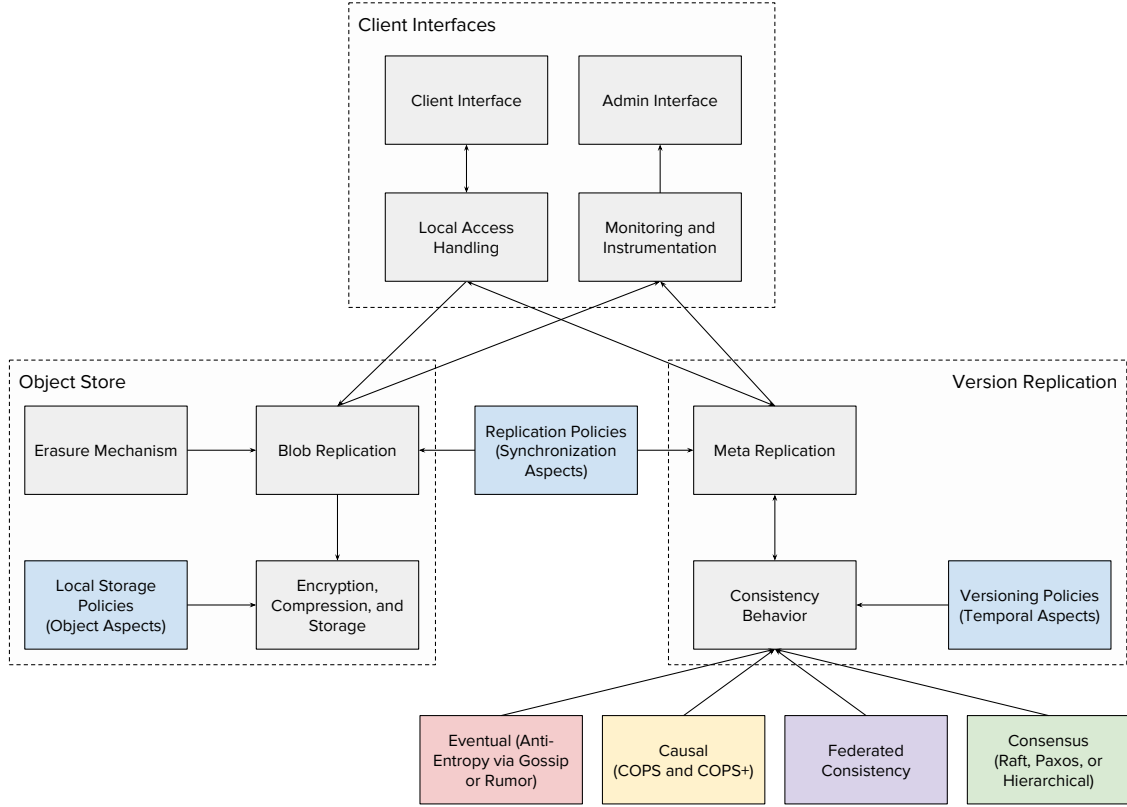 Client Interfaces
Client Interface
Admin Interface
Local Access
Handling
Monitoring and
Instrumentation
Object Store
Version Replication
Erasure Mechanism
Blob Replication
Replication Policies
(Synchronization
Aspects)
Meta Replication
Local Storage
Policies
(Object Aspects)
Encryption,
Compression, and
Storage
Consistency
Behavior
Versioning Policies
(Temporal Aspects)
Eventual (Anti-
Entropy via Gossip
or Rumor)
Causal
(COPS and COPS+)
Federated
Consistency
Consensus
(Raft, Paxos, or
Hierarchical)